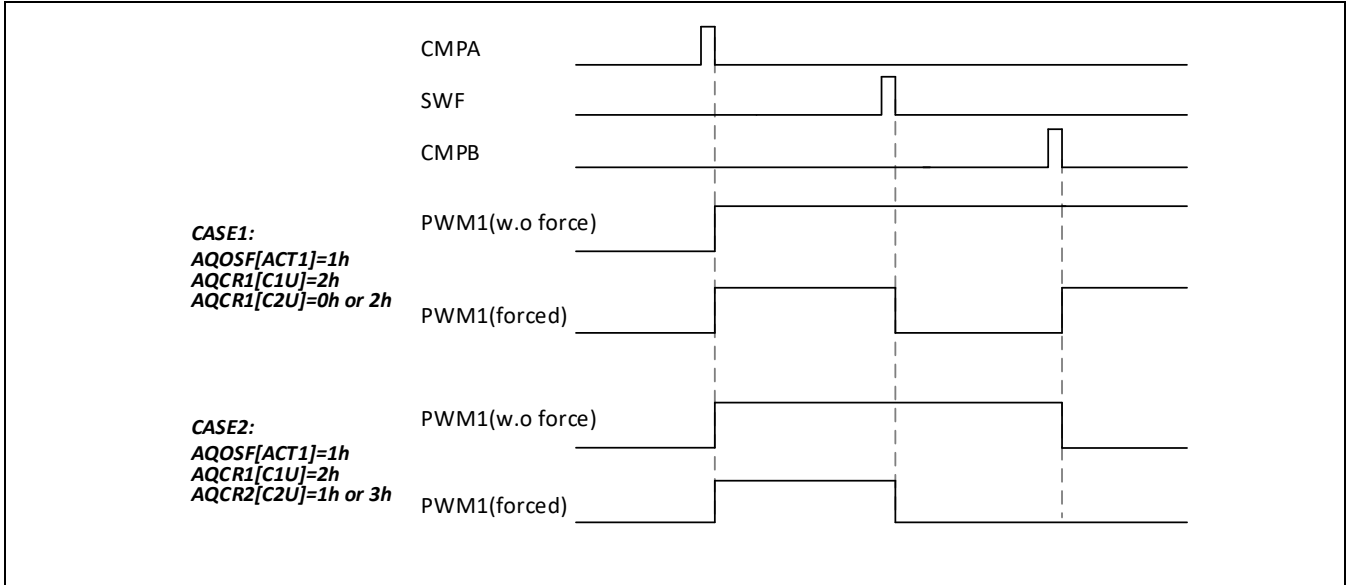 CMPA
SWF
CMPB
PWM1(w.o force)
CASE1:
AQOSF[ACT1]=1h
AQCR1[C1U]=2h
AQCR1[C2U]=0h or 2h
PWM1(forced)
PWM1(w.o force)
CASE2:
AQOSF[ACT1]=1h
AQCR1[C1U]=2h
AQCR2[C2U]=1h or 3h
PWM1(forced)